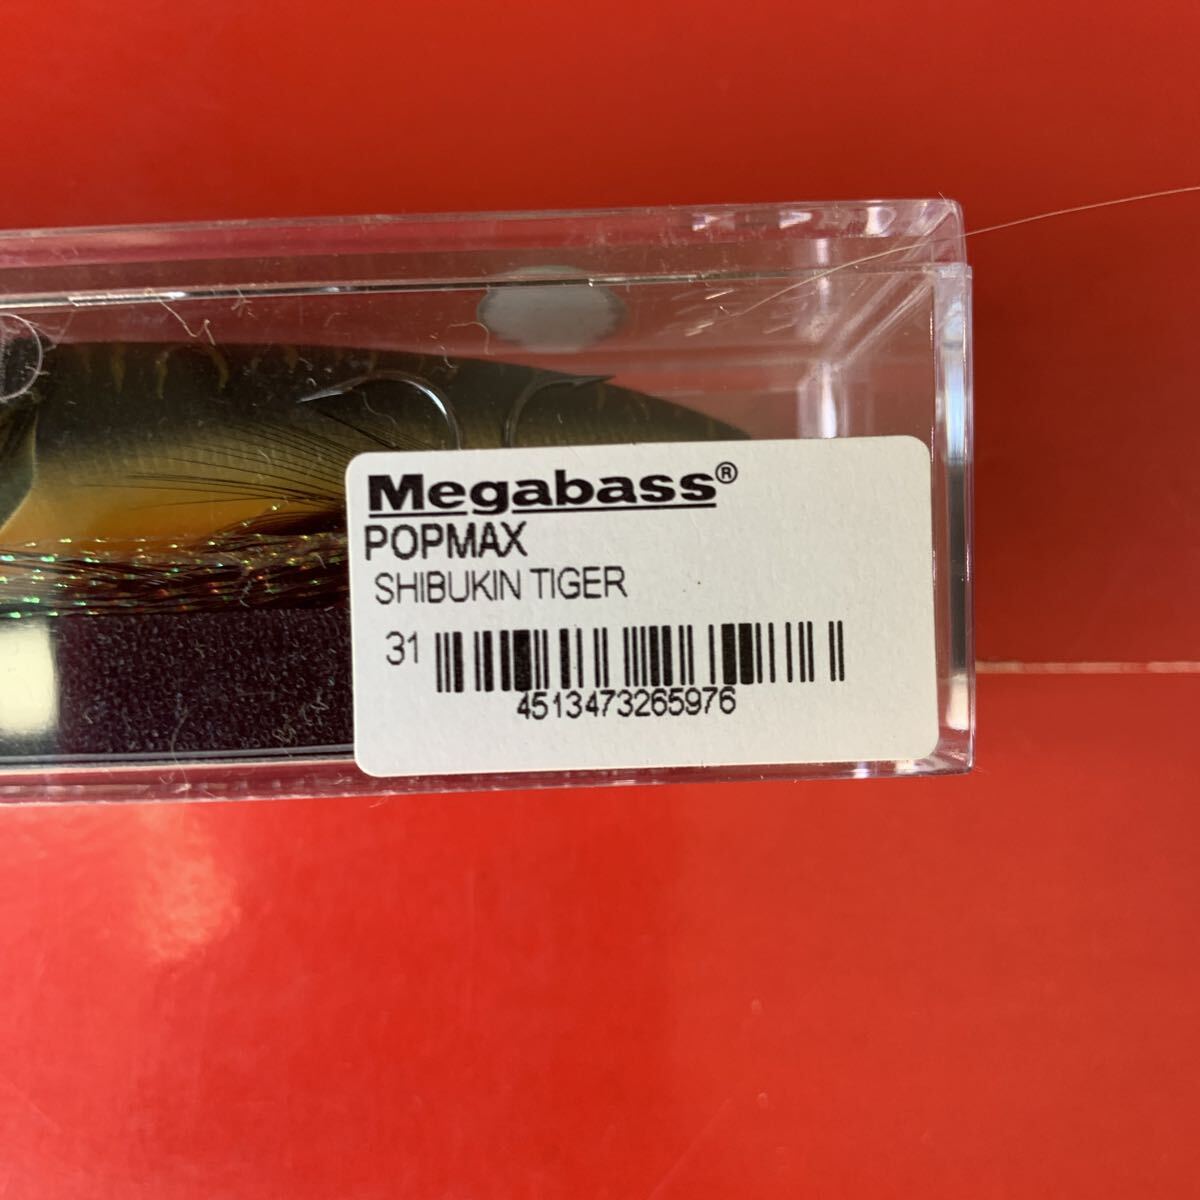 Megabass®
POPMAX
SHIBUKIN TIGER
31
4513473265976